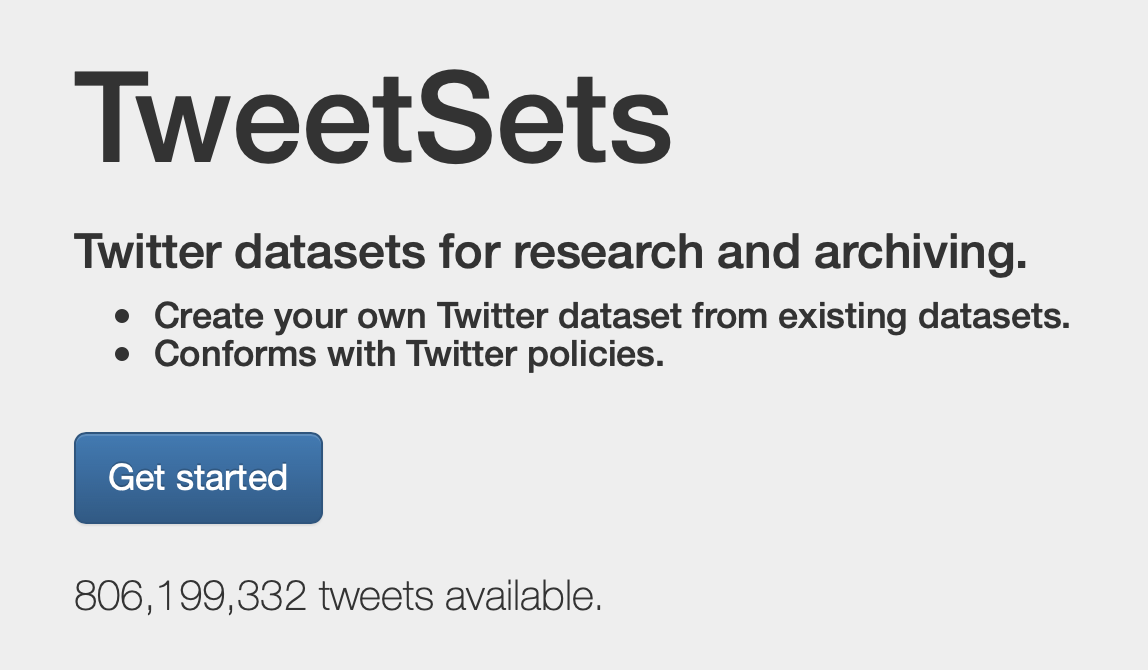 TweetSets
Twitter datasets for research and archiving.
Create your own Twitter dataset from existing datasets.
Conforms with Twitter policies.
Get started
806,199,332 tweets available.